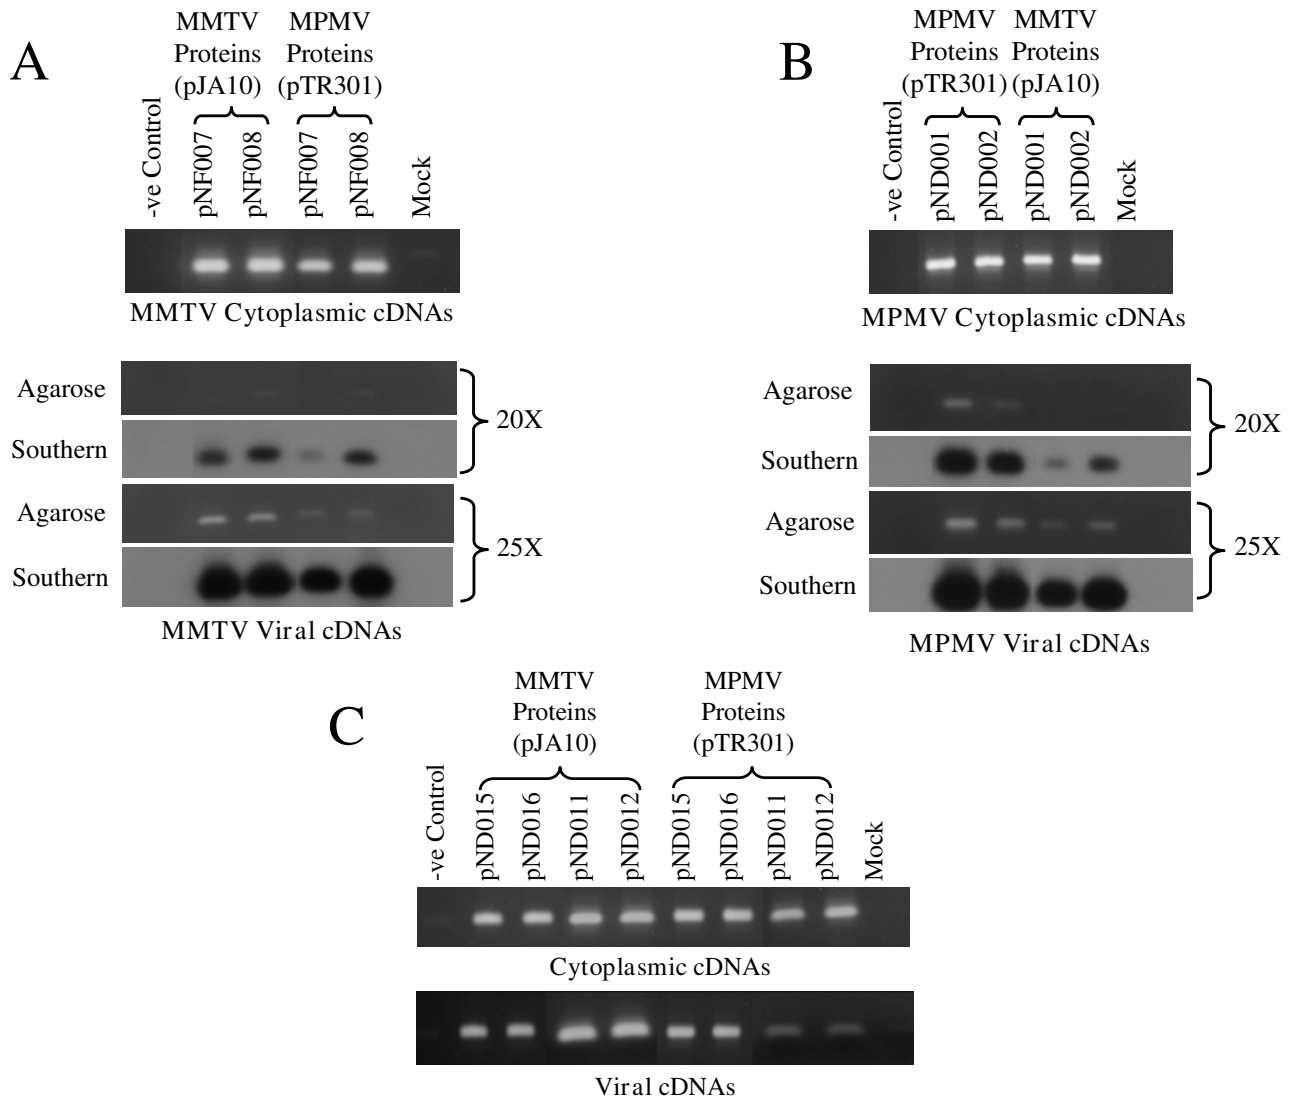 A
MMTV
Proteins
(pJA10)
MPMV
Proteins
(pTR301)
-ve Control
pNF007
pNF008
pNF007
pNF008
Mock
MMTV Cytoplasmic cDNAs
Agarose
Southern
20X
Agarose
Southern
25X
MMTV Viral cDNAs
B
MPMV
Proteins
(pTR301)
MMTV
Proteins
(pJA10)
-ve Control
pND001
pND002
pND001
pND002
Mock
MPMV Cytoplasmic cDNAs
Agarose
Southern
20X
Agarose
Southern
25X
MPMV Viral cDNAs
C
MMTV
Proteins
(pJA10)
MPMV
Proteins
(pTR301)
-ve Control
pND015
pND016
pND011
pND012
pND015
pND016
pND011
pND012
Mock
Cytoplasmic cDNAs
Viral cDNAs